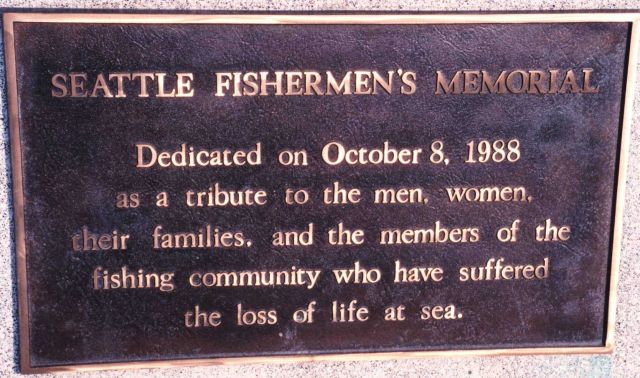 SEATTLE FISHERMEN'S MEMORIAL
Dedicated on October 8, 1988
as a tribute to the men, women,
their families, and the members of the
fishing community who have suffered
the loss of life at sea.